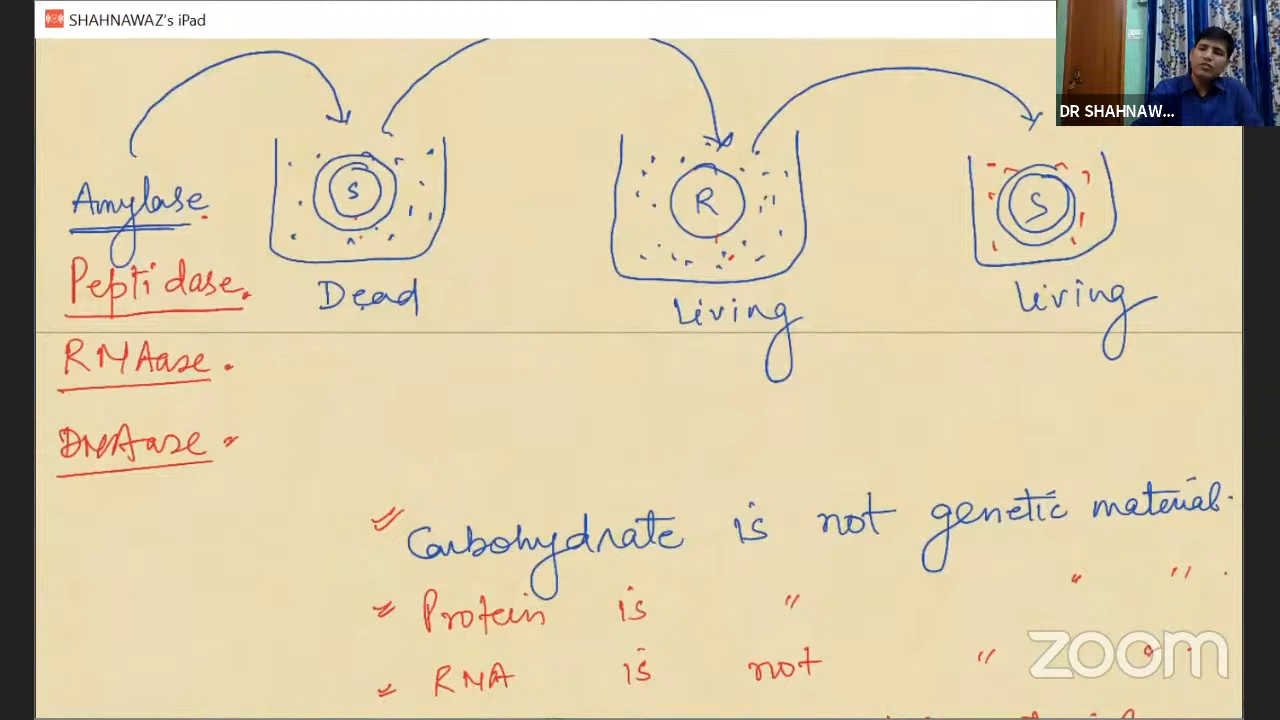 SHAHNAWAZ's iPad
DR SHAHNAW...
S
R
S
Amylase.
Peptidase.
Dead
Living
Living
RNAase.
DNAase.
Carbohydrate is not genetic material.
Protein is " " " .
RNA is not " " .
zoom